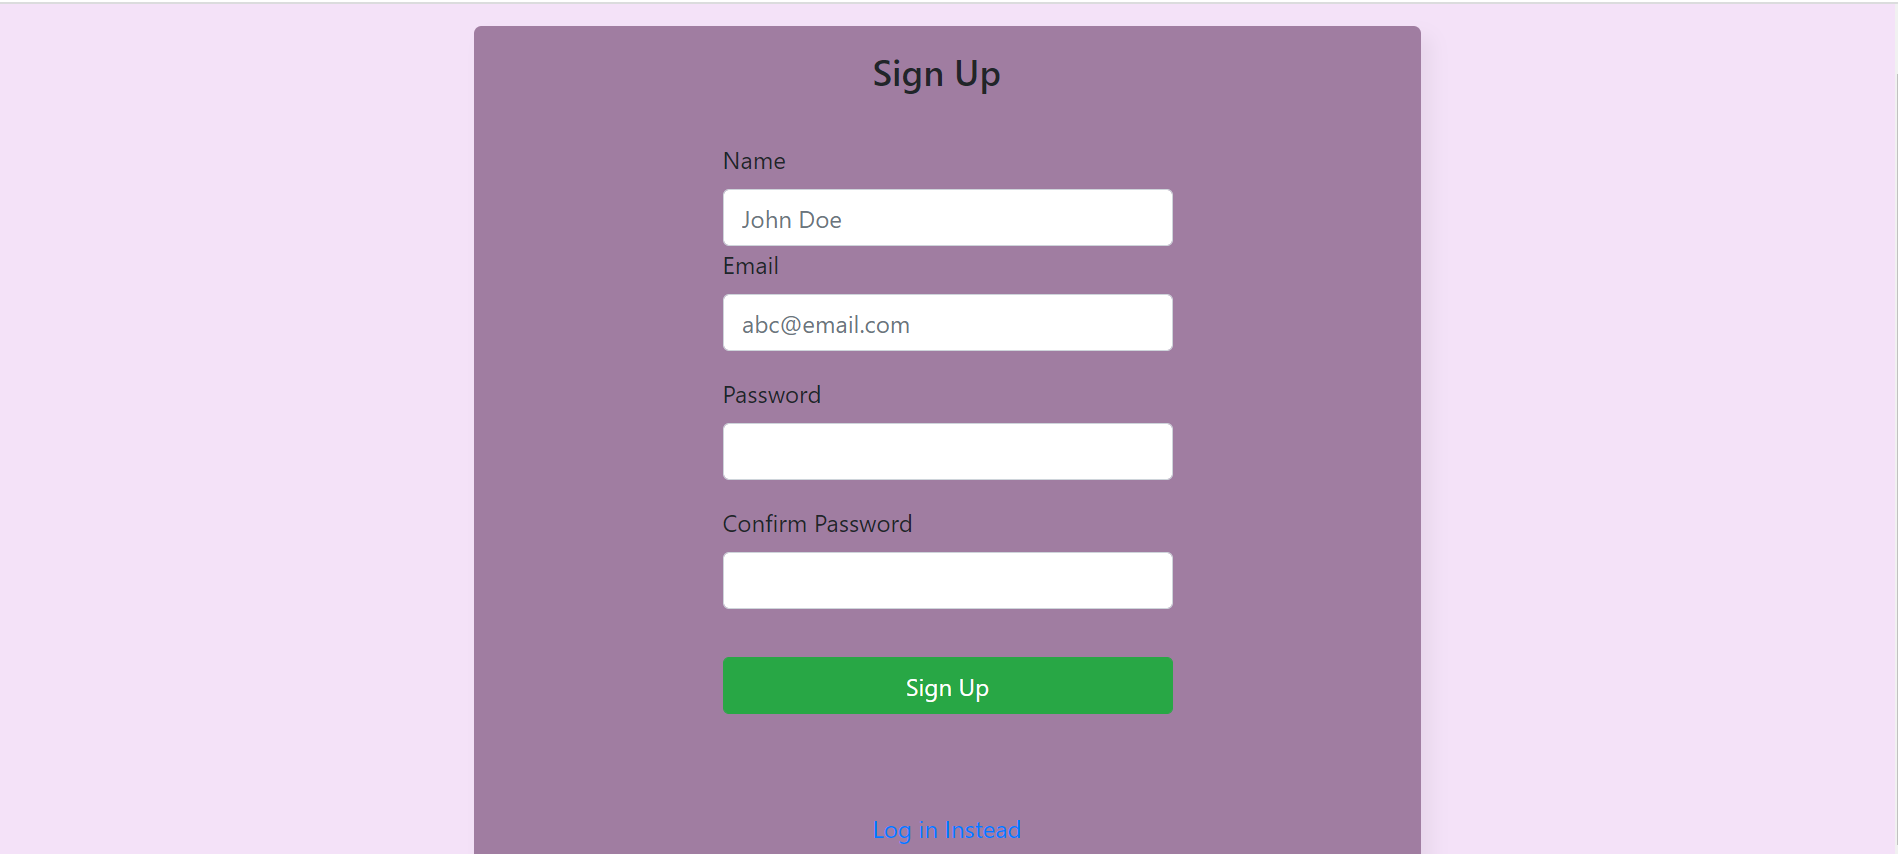 Sign Up
Name
John Doe
Email
abc@email.com
Password
Confirm Password
Sign Up
Log in Instead